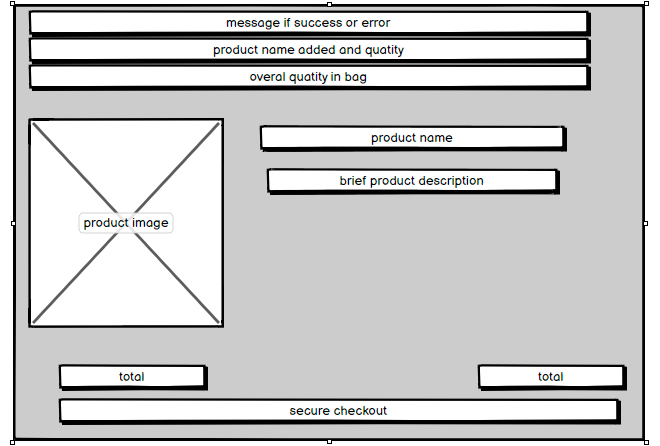 message if success or error
product name added and quatity
overal quatity in bag
product name
brief product description
product image
total
total
secure checkout